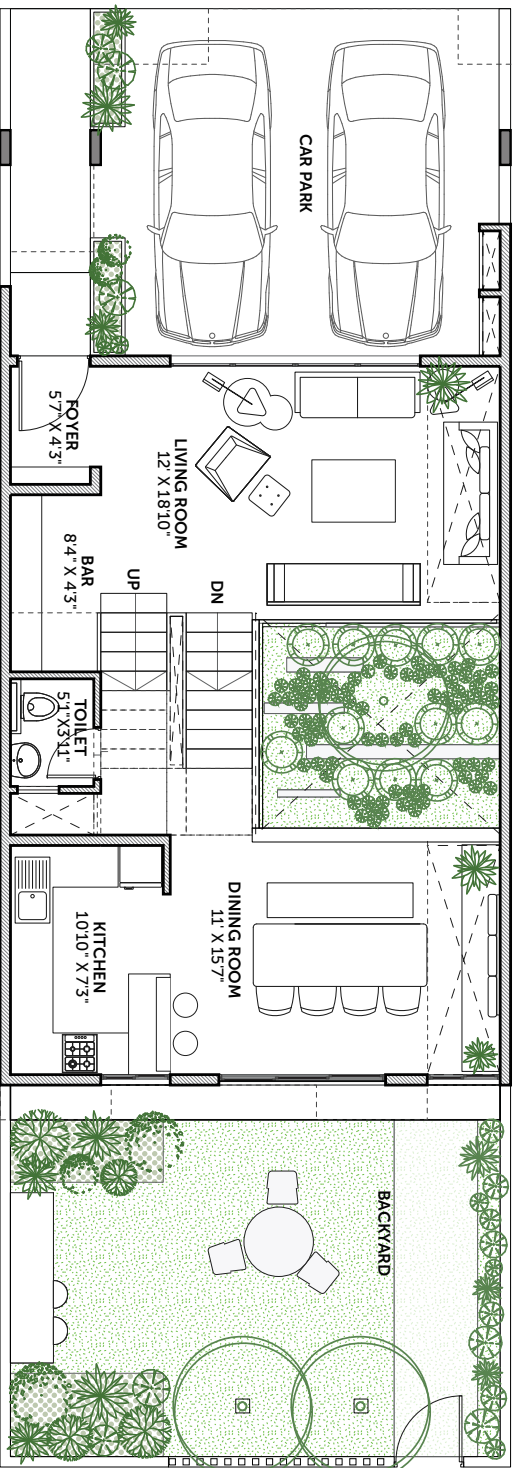 CAR PARK
FOYER
5'7" X 4'3"
LIVING ROOM
12' X 18'10"
BAR
8'4" X 4'3"
UP
DN
TOILET
5'1"X3'11"
DINING ROOM
11' X 15'7"
KITCHEN
10'10" X 7'3"
BACKYARD